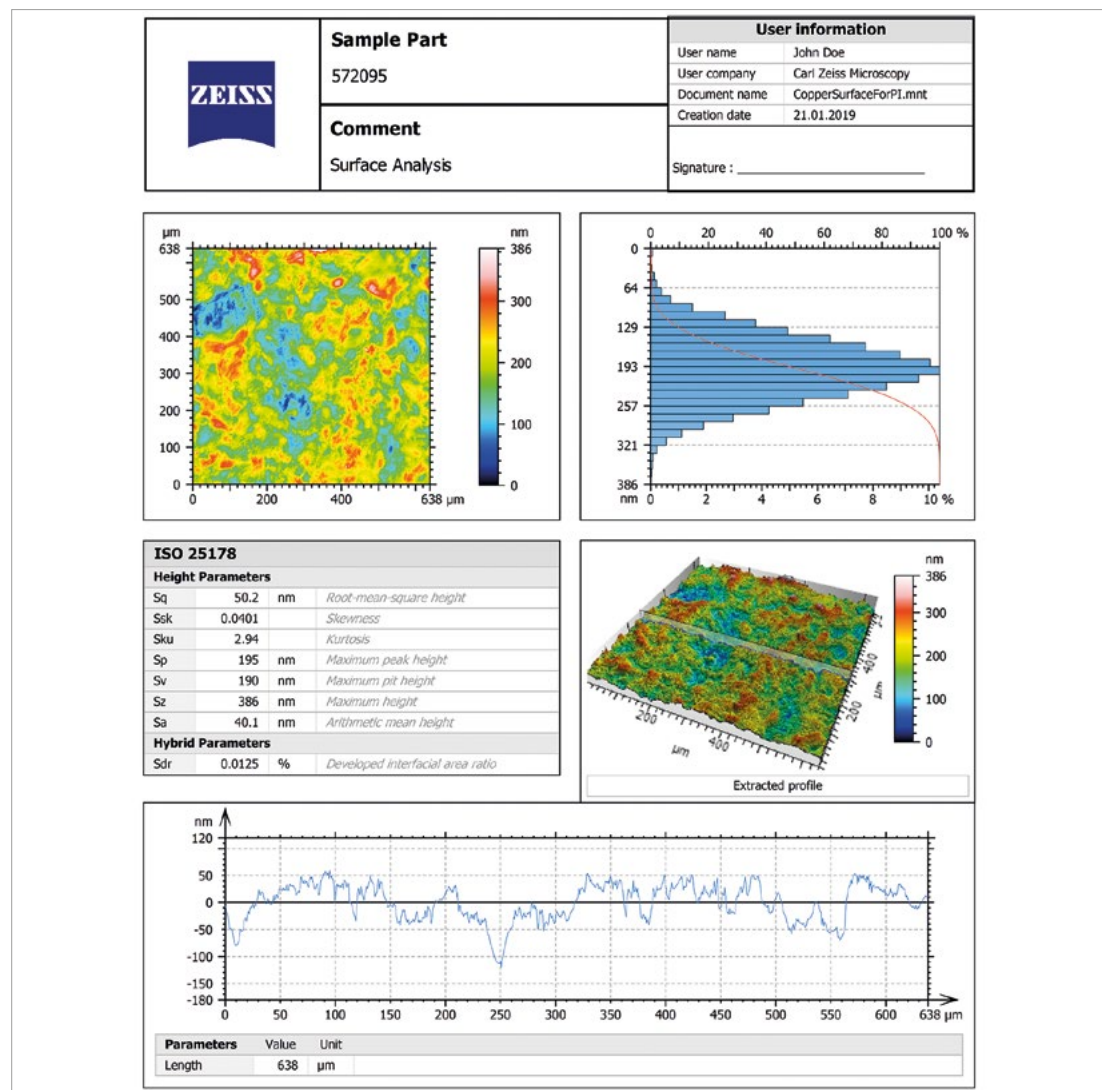 ZEISS
Sample Part
572095
Comment
Surface Analysis
User information
User name John Doe
User company Carl Zeiss Microscopy
Document name CopperSurfaceForPI.mnt
Creation date 21.01.2019
Signature :
µm
638
500
400
300
200
100
0
0 200 400 638 µm
nm
386
300
200
100
0
0 20 40 60 80 100 %
0
64
129
193
257
321
386
nm 0 2 4 6 8 10 %
ISO 25178
Height Parameters
Sq 50.2 nm Root-mean-square height
Ssk 0.0401 Skewness
Sku 2.94 Kurtosis
Sp 195 nm Maximum peak height
Sv 190 nm Maximum pit height
Sz 386 nm Maximum height
Sa 40.1 nm Arithmetic mean height
Hybrid Parameters
Sdr 0.0125 % Developed interfacial area ratio
nm
386
300
200
100
0
200
400
µm
200
400
µm
Extracted profile
nm
120
50
0
-50
-100
-150
-180
0 50 100 150 200 250 300 350 400 450 500 550 600 638 µm
Parameters Value Unit
Length 638 µm